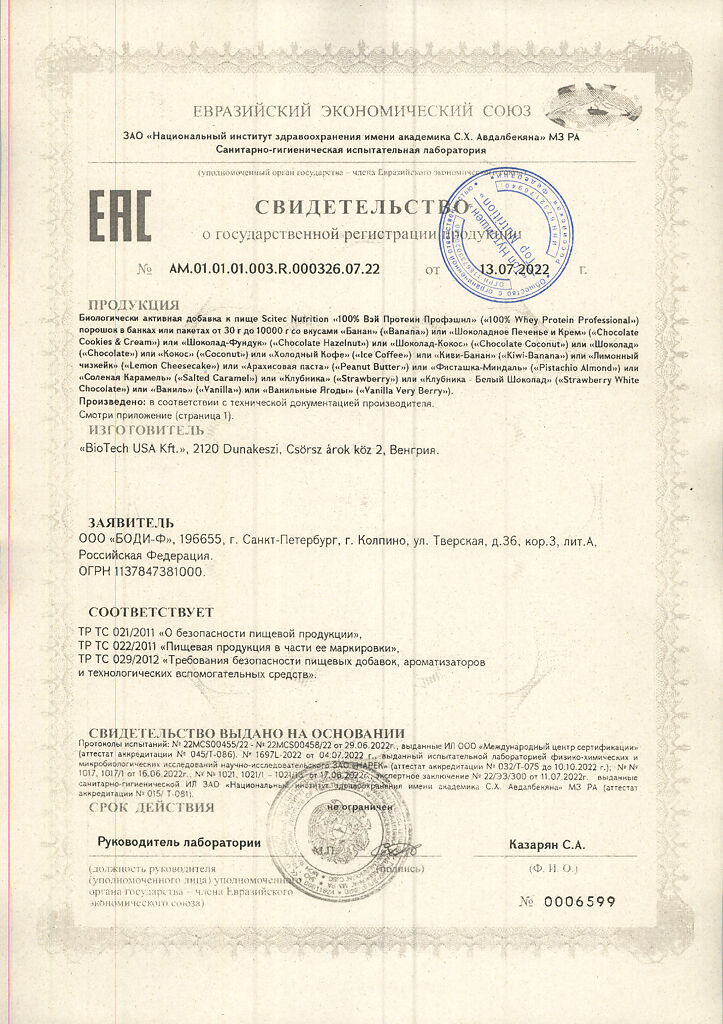 ЕВРАЗИЙСКИЙ ЭКОНОМИЧЕСКИЙ СОЮЗ
ЗАО «Национальный институт здравоохранения имени академика С.Х. Авдалбекяна» МЗ РА
Санитарно-гигиеническая испытательная лаборатория
(уполномоченный орган государства – члена Евразийского экономического союза)
ЕАС
СВИДЕТЕЛЬСТВО
о государственной регистрации продукции
№ AM.01.01.01.003.R.000326.07.22 от 13.07.2022 г.
ПРОДУКЦИЯ
Биологически активная добавка к пище Scitec Nutrition «100% Вэй Протеин Профэшнл» («100% Whey Protein Professional»)
порошок в банках или пакетах от 30 г до 10000 г со вкусами «Банан» («Banana») или «Шоколадное Печенье и Крем» («Chocolate
Cookies & Cream») или «Шоколад-Фундук» («Chocolate Hazelnut») или «Шоколад-Кокос» («Chocolate Coconut») или «Шоколад»
(«Chocolate») или «Кокос» («Coconut») или «Холодный Кофе» («Ice Coffee») или «Киви-Банан» («Kiwi-Banana») или «Лимонный
чизкейк» («Lemon Cheesecake») или «Арахисовая паста» («Peanut Butter») или «Фисташка-Миндаль» («Pistachio Almond») или
«Соленая Карамель» («Salted Caramel») или «Клубника» («Strawberry») или «Клубника - Белый Шоколад» («Strawberry White
Chocolate») или «Ваниль» («Vanilla») или «Ванильные Ягоды» («Vanilla Very Berry»).
Произведено: в соответствии с технической документацией производителя.
Смотри приложение (страница 1).
ИЗГОТОВИТЕЛЬ
«BioTech USA Kft.», 2120 Dunakeszi, Csörsz árok köz 2, Венгрия.
ЗАЯВИТЕЛЬ
ООО «БОДИ-Ф», 196655, г. Санкт-Петербург, г. Колпино, ул. Тверская, д.36, кор.3, лит.А,
Российская Федерация.
ОГРН 1137847381000.
СООТВЕТСТВУЕТ
ТР ТС 021/2011 «О безопасности пищевой продукции»,
ТР ТС 022/2011 «Пищевая продукция в части ее маркировки»,
ТР ТС 029/2012 «Требования безопасности пищевых добавок, ароматизаторов
и технологических вспомогательных средств».
СВИДЕТЕЛЬСТВО ВЫДАНО НА ОСНОВАНИИ
Протоколы испытаний: № 22MCS00455/22 - № 22MCS00458/22 от 29.06.2022г., выданные ИЛ ООО «Международный центр сертификации»
(аттестат аккредитации № 045/Т-086). № 1697L-2022 от 04.07.2022 г., выданный испытательной лабораторией физико-химических и
микробиологических исследований научно-исследовательского ЗАО «НАРЕК» (аттестат аккредитации № 032/Т-075 до 10.10.2022 г.); №№
1017, 1017/1 от 16.06.2022г., №№ 1021, 1021/1 - 1021/13 от 17.06.2022г., экспертное заключение № 22/ЭЗ/300 от 11.07.2022г. выданные
санитарно-гигиенической ИЛ ЗАО «Национальный институт здравоохранения имени академика С.Х. Авдалбекяна» МЗ РА (аттестат
аккредитации № 015/ Т-081).
СРОК ДЕЙСТВИЯ не ограничен
Руководитель лаборатории Казарян С.А.
М.П. (подпись) (Ф. И. О.)
(должность руководителя
(уполномоченного лица) уполномоченного
органа государства – члена Евразийского
экономического союза)
№ 0006599